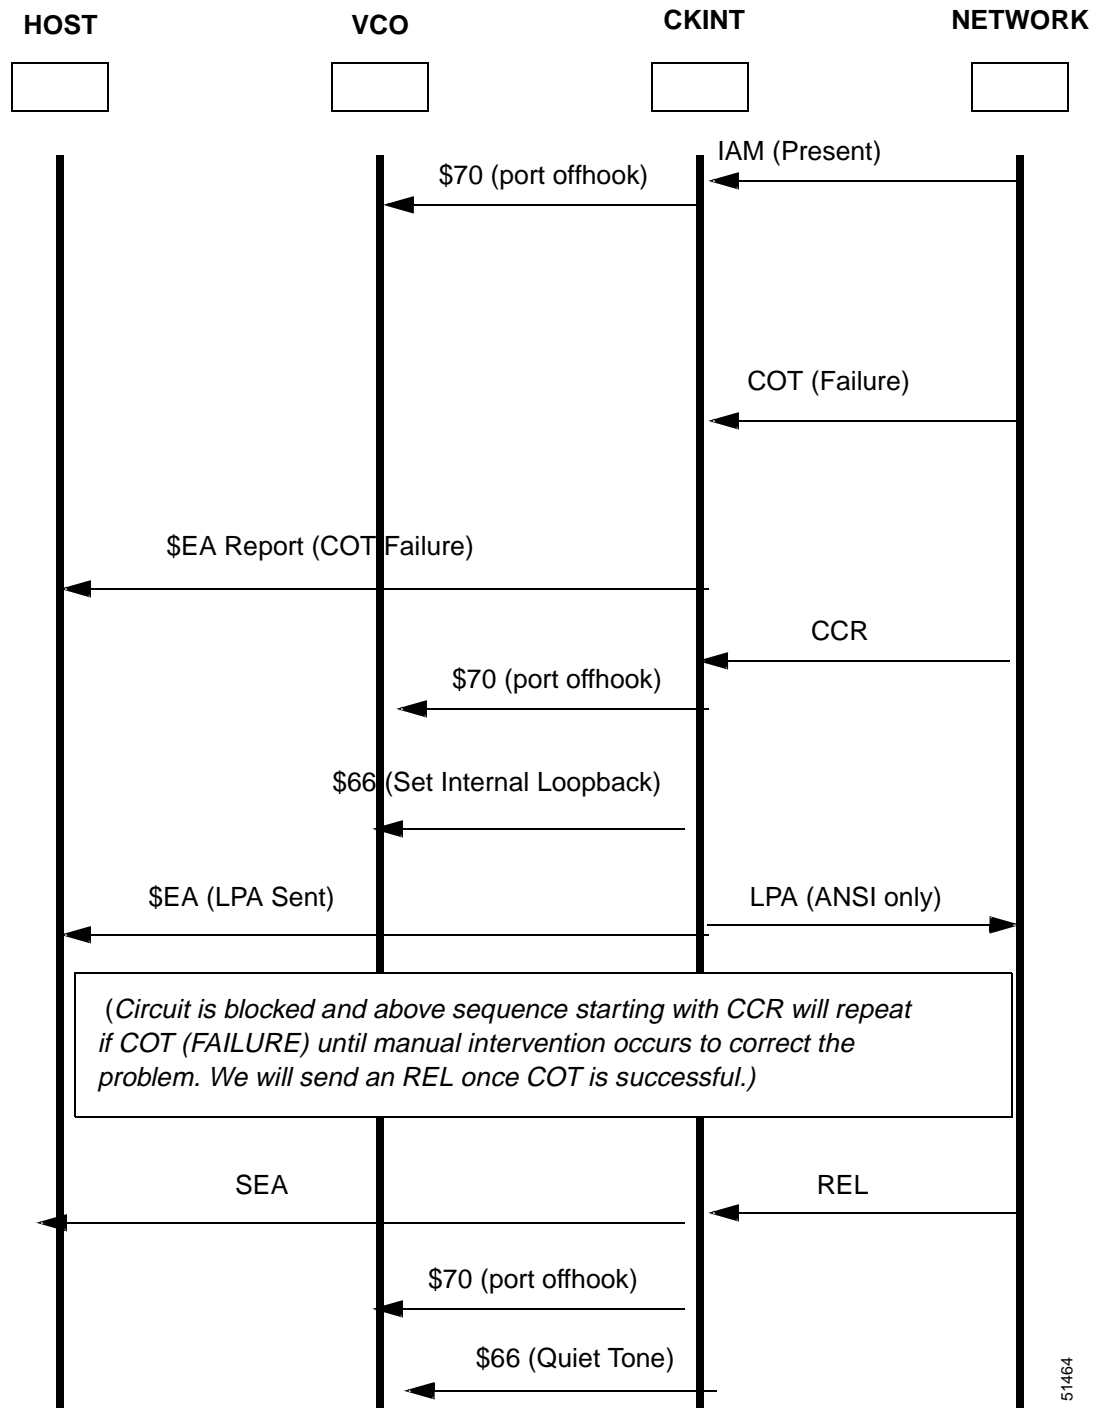 HOST VCO CKINT NETWORK
IAM (Present)
$70 (port offhook)
COT (Failure)
$EA Report (COT Failure)
CCR
$70 (port offhook)
$66 (Set Internal Loopback)
$EA (LPA Sent) LPA (ANSI only)
(Circuit is blocked and above sequence starting with CCR will repeat
if COT (FAILURE) until manual intervention occurs to correct the
problem. We will send an REL once COT is successful.)
SEA REL
$70 (port offhook)
$66 (Quiet Tone)
51464